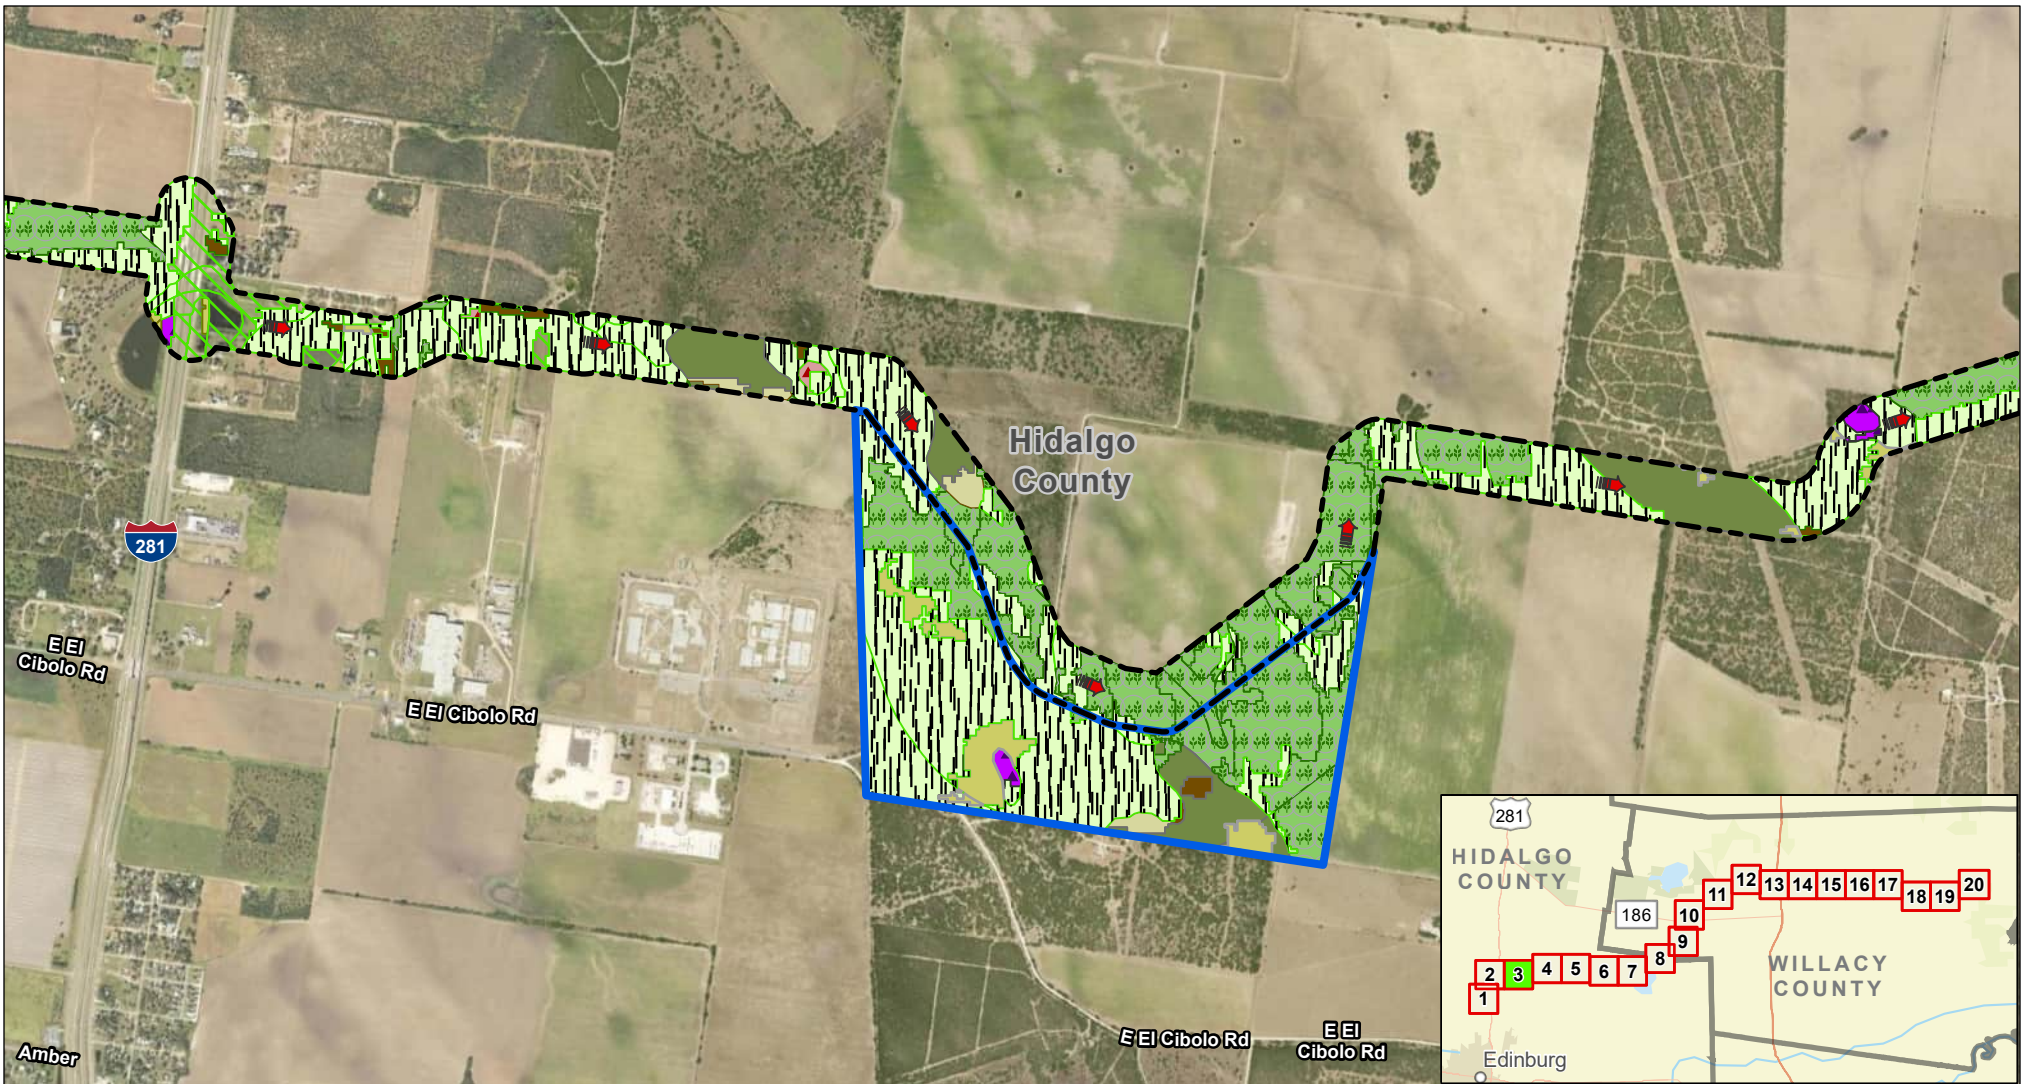 Hidalgo
County
281
E El
Cibolo Rd
E El Cibolo Rd
E El Cibolo Rd
E El
Cibolo Rd
Amber
281
HIDALGO
COUNTY
186
1
2
3
4
5
6
7
8
9
10
11
12
13
14
15
16
17
18
19
20
WILLACY
COUNTY
Edinburg